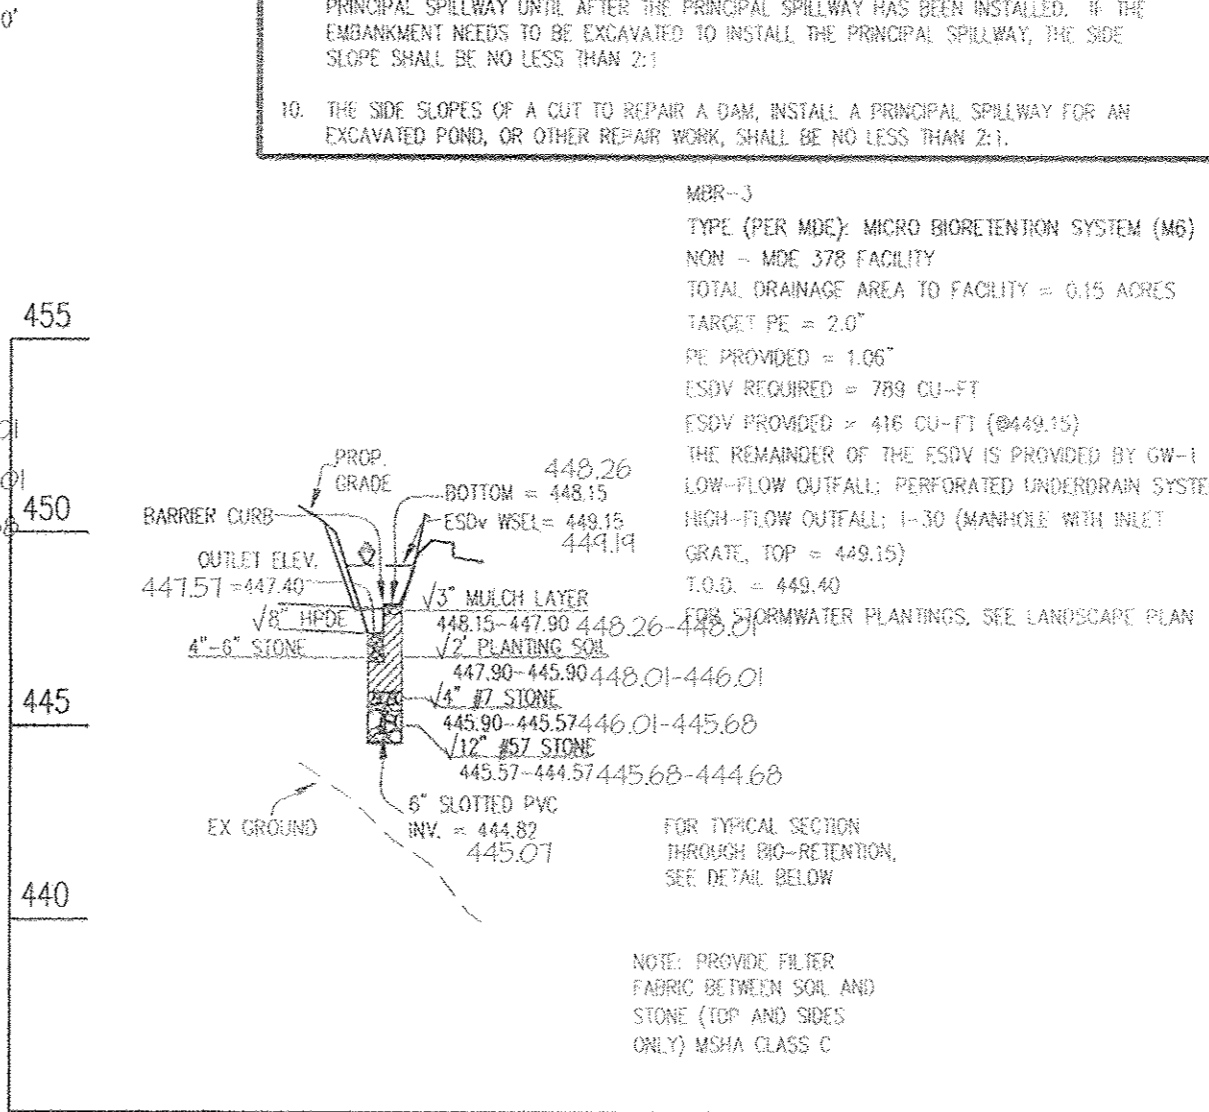 0'
PRINCIPAL SPILLWAY UNTIL AFTER THE PRINCIPAL SPILLWAY HAS BEEN INSTALLED. IF THE
EMBANKMENT NEEDS TO BE EXCAVATED TO INSTALL THE PRINCIPAL SPILLWAY, THE SIDE
SLOPE SHALL BE NO LESS THAN 2:1
10. THE SIDE SLOPES OF A CUT TO REPAIR A DAM, INSTALL A PRINCIPAL SPILLWAY FOR AN
EXCAVATED POND, OR OTHER REPAIR WORK, SHALL BE NO LESS THAN 2:1.
MBR-3
TYPE (PER MDE): MICRO BIORETENTION SYSTEM (M6)
NON - MDE 378 FACILITY
TOTAL DRAINAGE AREA TO FACILITY = 0.15 ACRES
TARGET PE = 2.0"
PE PROVIDED = 1.06"
ESDV REQUIRED = 789 CU-FT
ESDV PROVIDED = 416 CU-FT (@449.15)
THE REMAINDER OF THE ESDV IS PROVIDED BY GW-1
LOW-FLOW OUTFALL: PERFORATED UNDERDRAIN SYSTE
HIGH-FLOW OUTFALL: I-30 (MANHOLE WITH INLET
GRATE, TOP = 449.15)
T.O.D. = 449.40
FOR STORMWATER PLANTINGS, SEE LANDSCAPE PLAN
455
450
445
440
PROP.
GRADE
448.26
BOTTOM = 448.15
BARRIER CURB
ESDv WSEL= 449.15
449.19
OUTLET ELEV.
447.57 =447.40
√3" MULCH LAYER
448.15-447.90 448.26-448.01
√8" HPDE
4"-6" STONE
√2' PLANTING SOIL
447.90-445.90 448.01-446.01
√4" #7 STONE
445.90-445.57 446.01-445.68
√12" #57 STONE
445.57-444.57 445.68-444.68
6" SLOTTED PVC
INV. = 444.82
445.07
EX GROUND
FOR TYPICAL SECTION
THROUGH BIO-RETENTION,
SEE DETAIL BELOW
NOTE: PROVIDE FILTER
FABRIC BETWEEN SOIL AND
STONE (TOP AND SIDES
ONLY) MSHA CLASS C